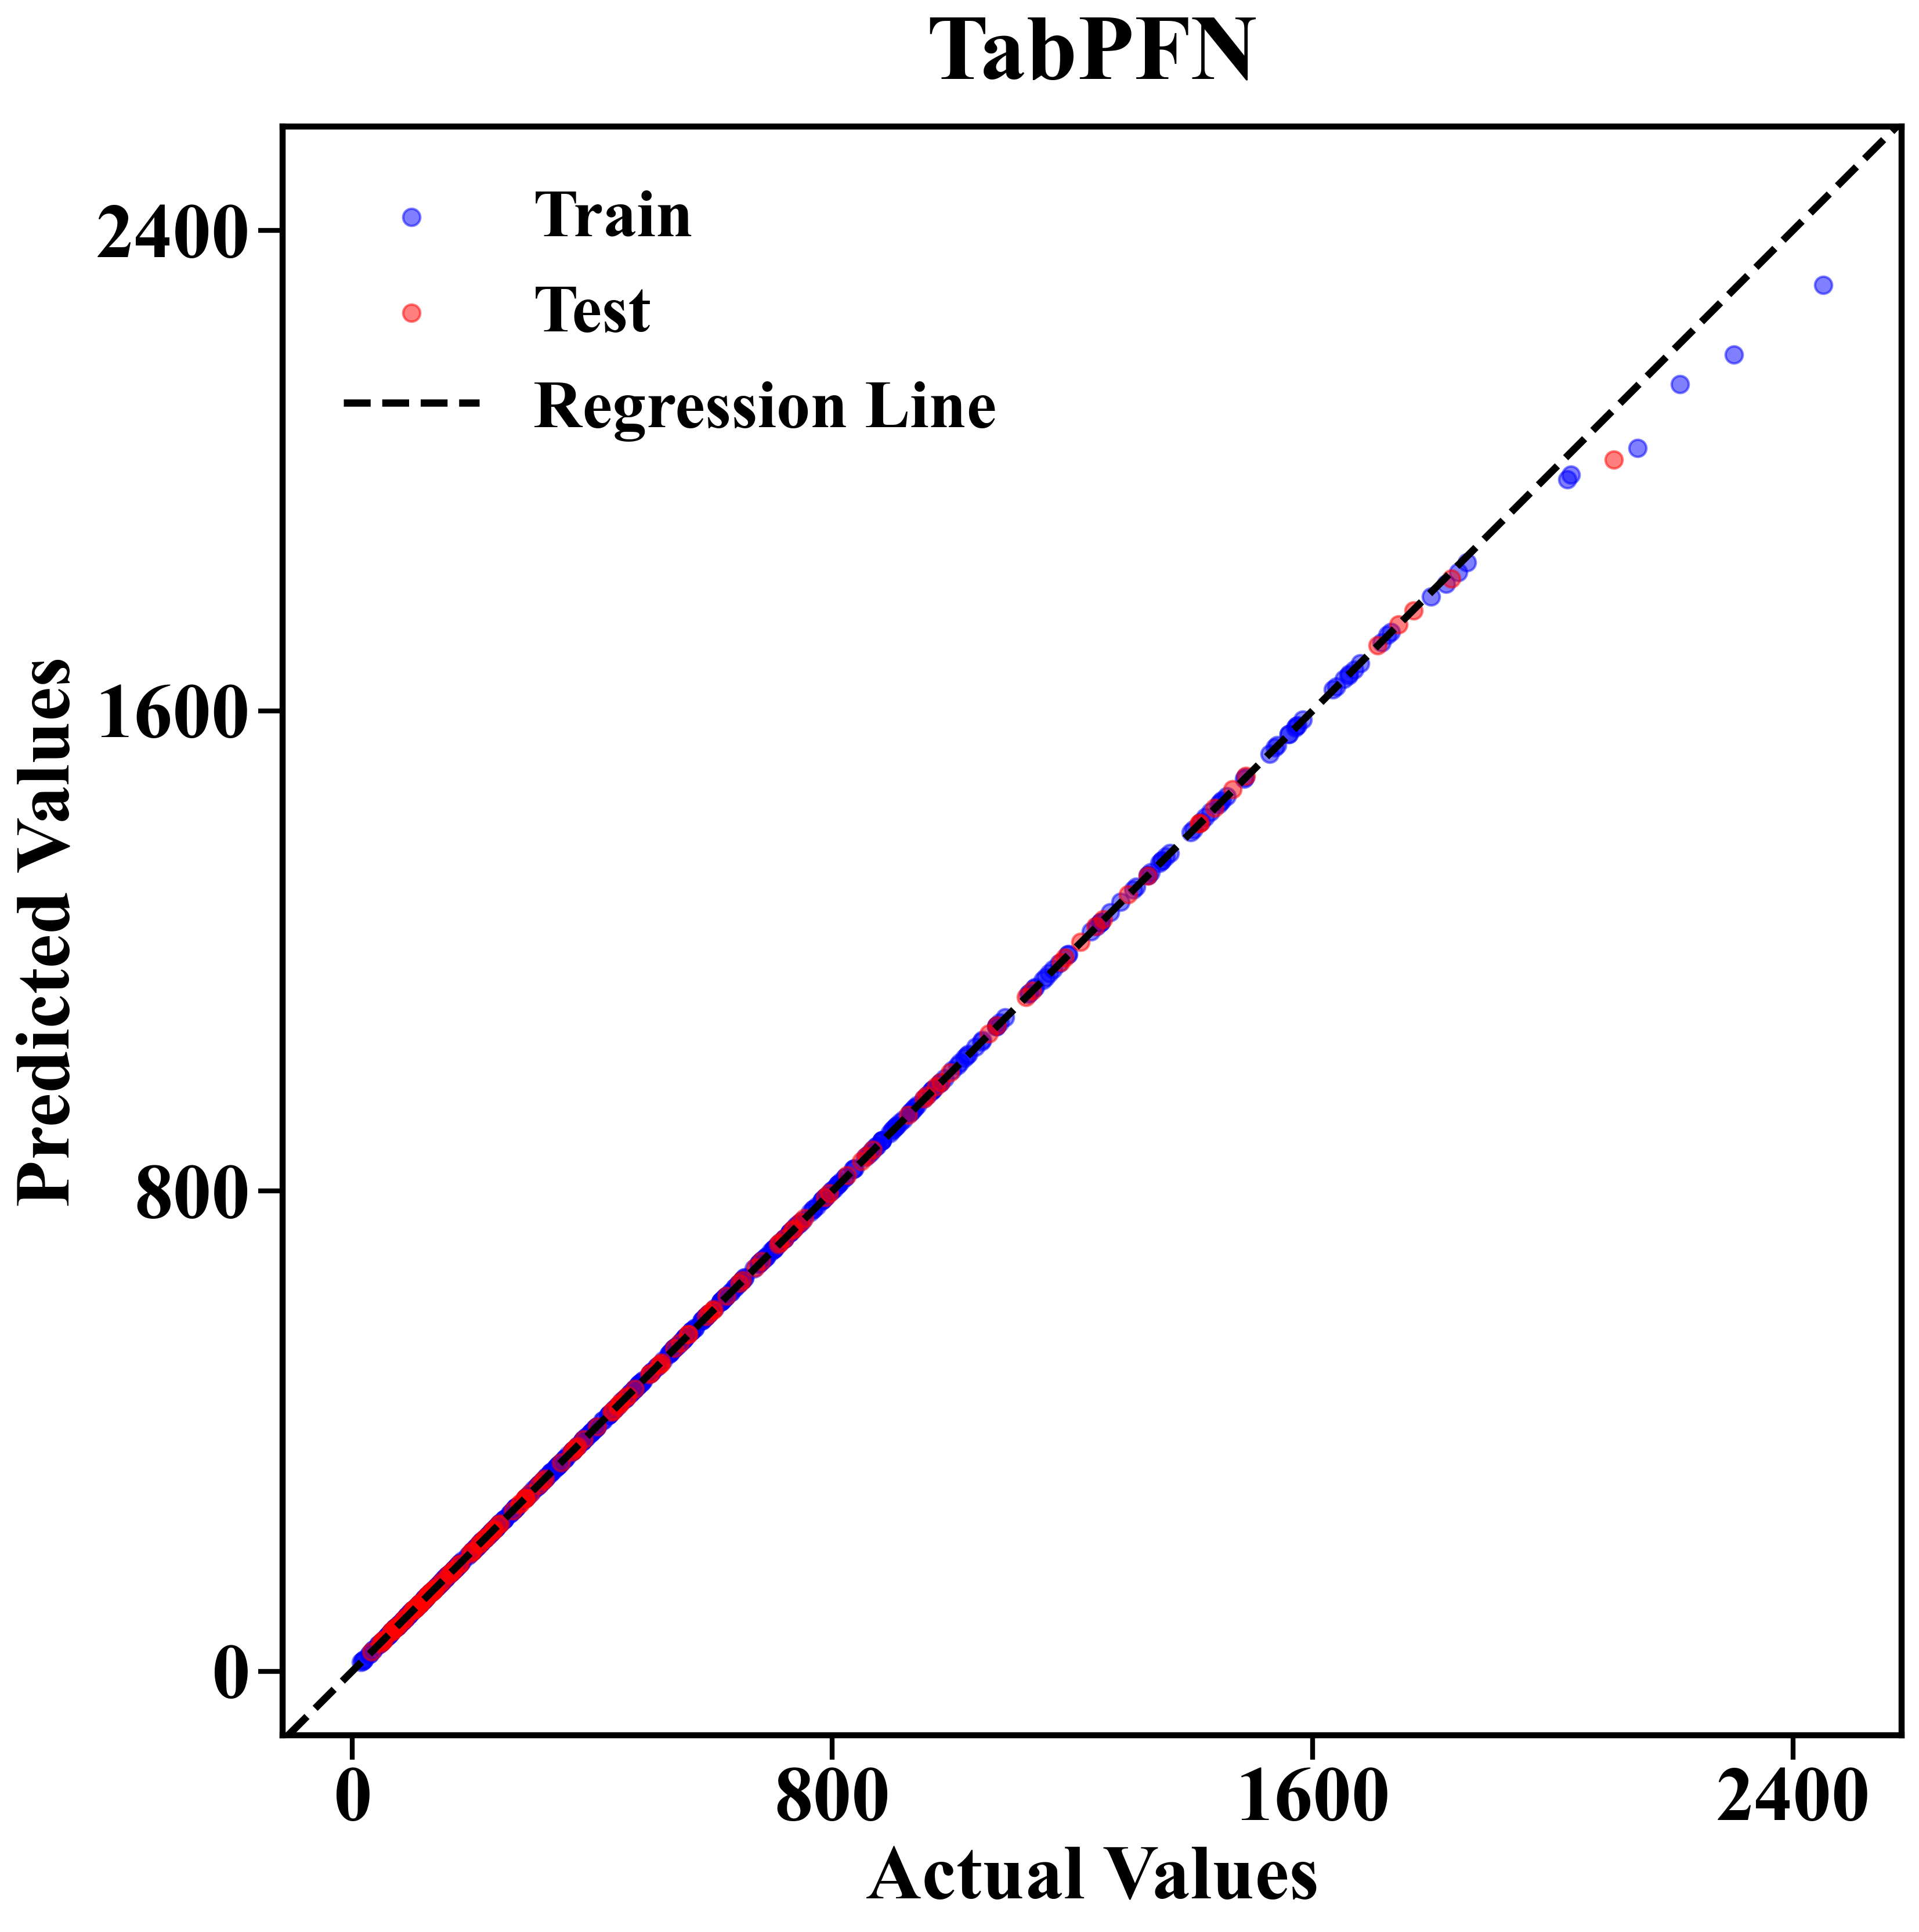 TabPFN
Train
Test
Regression Line
2400
1600
800
0
Predicted Values
0 800 1600 2400
Actual Values